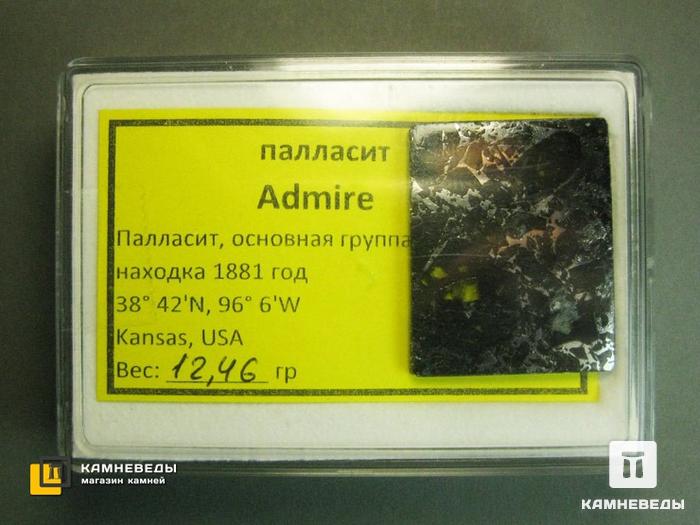 палласит
Admire
Палласит, основная группа
находка 1881 год
38° 42'N, 96° 6'W
Kansas, USA
Вес: 12,46 гр
КАМНЕВЕДЫ
магазин камней
КАМНЕВЕДЫ